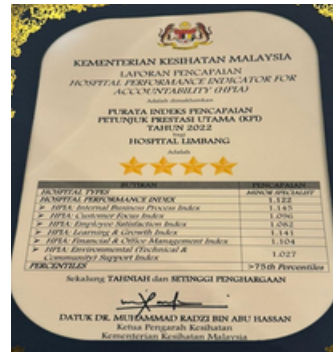 KEMENTERIAN KESIHATAN MALAYSIA
LAPORAN PENCAPAIAN
HOSPITAL PERFORMANCE INDICATOR FOR
ACCOUNTABILITY (HPIA)
Adalah dimaklumkan
PURATA INDEKS PENCAPAIAN
PETUNJUK PRESTASI UTAMA (KPI)
TAHUN 2022
bagi
HOSPITAL LIMBANG
Adalah
BUTIRAN PENCAPAIAN
HOSPITAL TYPES MINOR SPECIALIST
HOSPITAL PERFORMANCE INDEX 1.122
➤ HPIA: Internal Business Process Index 1.145
➤ HPIA: Customer Focus Index 1.096
➤ HPIA: Employee Satisfaction Index 1.082
➤ HPIA: Learning & Growth Index 1.141
➤ HPIA: Financial & Office Management Index 1.104
➤ HPIA: Environmental (Technical &
Community) Support Index 1.027
PERCENTILES >75th Percentiles
Sekalung TAHNIAH dan SETINGGI PENGHARGAAN
DATUK DR. MUHAMMAD RADZI BIN ABU HASSAN
Ketua Pengarah Kesihatan
Kementerian Kesihatan Malaysia